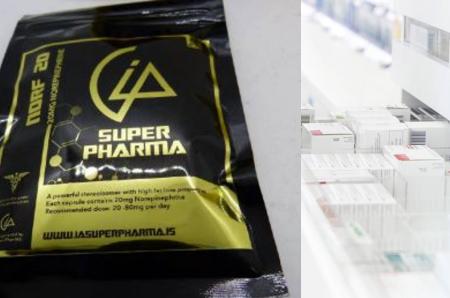 NORF 20
20MG NOREPINEPHRINE
iA
SUPER
PHARMA
A powerful stereoisomer with high fat loss
Each capsule contains 20mg Norepinephrine
Recommended dose: 20-80mg per day
WWW.IASUPERPHARMA.IS